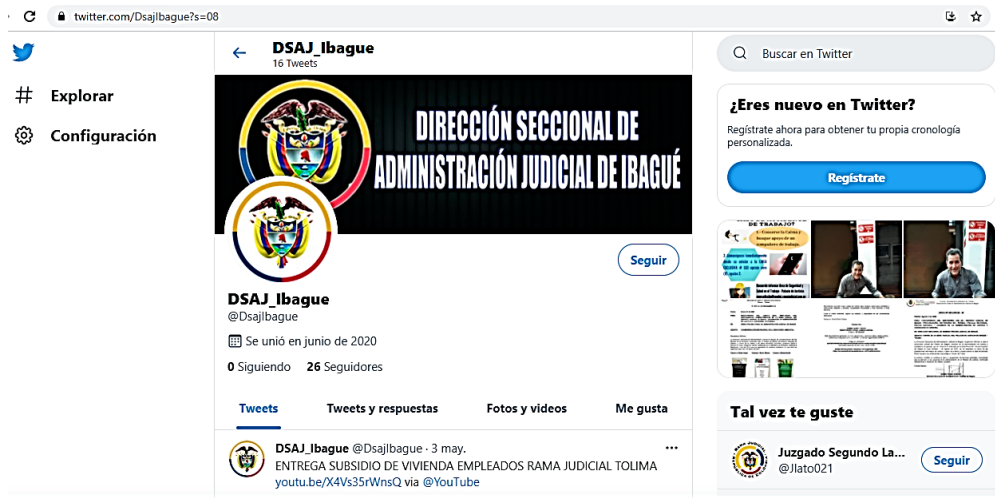 twitter.com/DsajIbague?s=08
DSAJ_Ibague
16 Tweets
Buscar en Twitter
Explorar
Configuración
DIRECCIÓN SECCIONAL DE
ADMINISTRACIÓN JUDICIAL DE IBAGUÉ
¿Eres nuevo en Twitter?
Regístrate ahora para obtener tu propia cronología
personalizada.
Regístrate
Seguir
DSAJ_Ibague
@DsajIbague
Se unió en junio de 2020
0 Siguiendo 26 Seguidores
Tweets Tweets y respuestas Fotos y videos Me gusta
DE TRABAJO?
Tal vez te guste
DSAJ_Ibague @DsajIbague · 3 may.
ENTREGA SUBSIDIO DE VIVIENDA EMPLEADOS RAMA JUDICIAL TOLIMA
youtu.be/X4Vs35rWnsQ via @YouTube
Juzgado Segundo La...
@Jlato021
Seguir